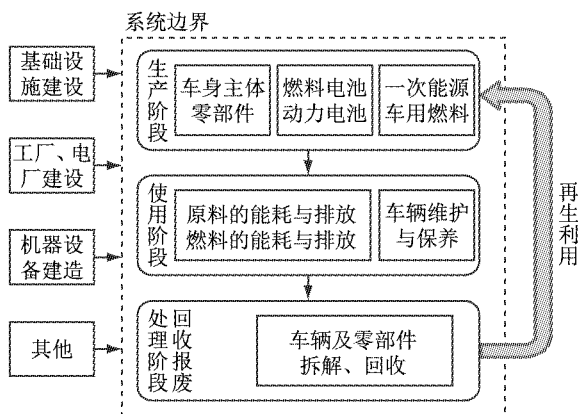 系统边界
基础设
施建设
工厂、电
厂建设
机器设
备建造
其他
生产阶段
车身主体
零部件
燃料电池
动力电池
一次能源
车用燃料
使用阶段
原料的能耗与排放
燃料的能耗与排放
车辆维护
与保养
回收报废
处理阶段
车辆及零部件
拆解、回收
再生利用